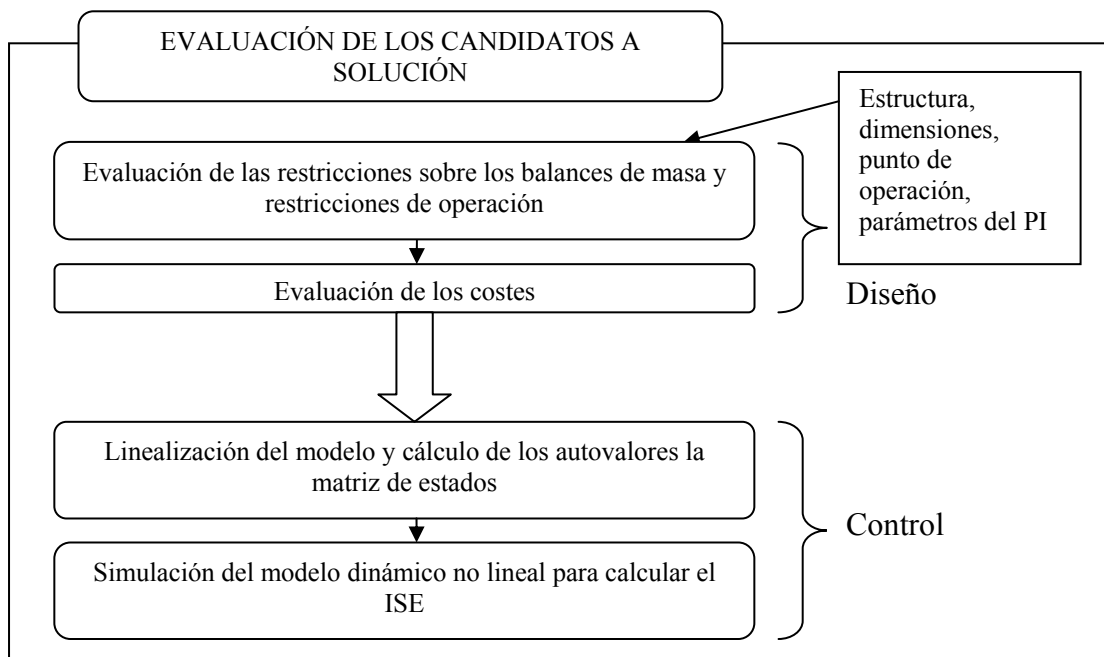 EVALUACIÓN DE LOS CANDIDATOS A
SOLUCIÓN
Estructura,
dimensiones,
punto de
operación,
parámetros del PI
Evaluación de las restricciones sobre los balances de masa y
restricciones de operación
Evaluación de los costes
Diseño
Linealización del modelo y cálculo de los autovalores la
matriz de estados
Control
Simulación del modelo dinámico no lineal para calcular el
ISE